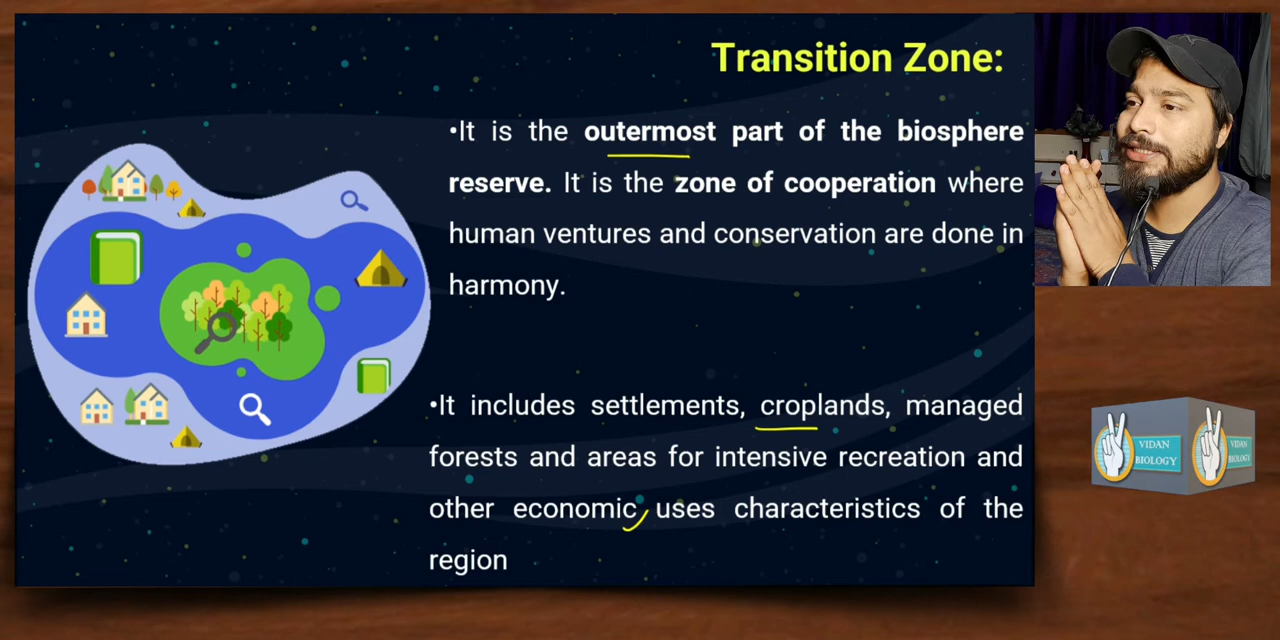 Transition Zone:
•It is the outermost part of the biosphere
reserve. It is the zone of cooperation where
human ventures and conservation are done in
harmony.
•It includes settlements, croplands, managed
forests and areas for intensive recreation and
other economic uses characteristics of the
region
VIDAN
BIOLOGY
VIDAN
BIOLOGY